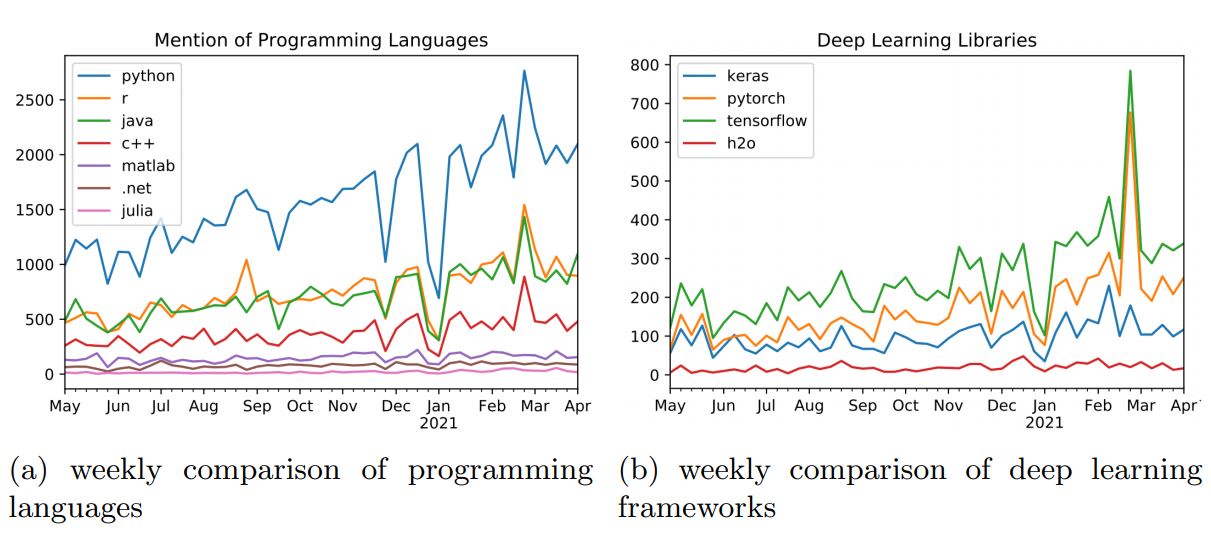 Mention of Programming Languages
python
r
java
c++
matlab
.net
julia
2500
2000
1500
1000
500
0
May Jun Jul Aug Sep Oct Nov Dec Jan Feb Mar Apr
2021
Deep Learning Libraries
keras
pytorch
tensorflow
h2o
800
700
600
500
400
300
200
100
0
May Jun Jul Aug Sep Oct Nov Dec Jan Feb Mar Apr
2021
(a) weekly comparison of programming
languages
(b) weekly comparison of deep learning
frameworks